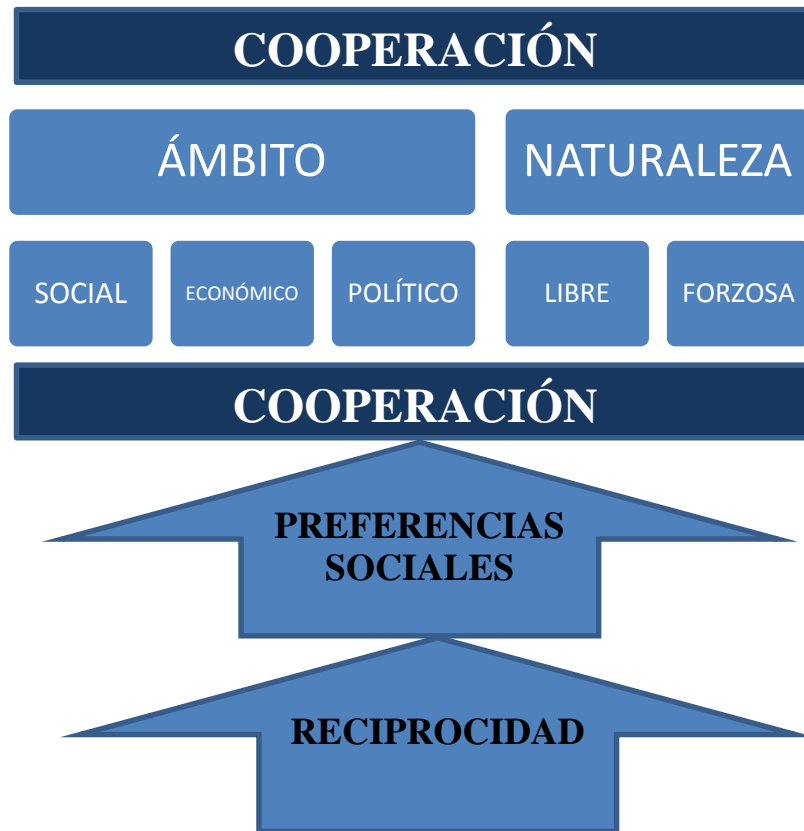 COOPERACIÓN
ÁMBITO
NATURALEZA
SOCIAL
ECONÓMICO
POLÍTICO
LIBRE
FORZOSA
COOPERACIÓN
PREFERENCIAS
SOCIALES
RECIPROCIDAD